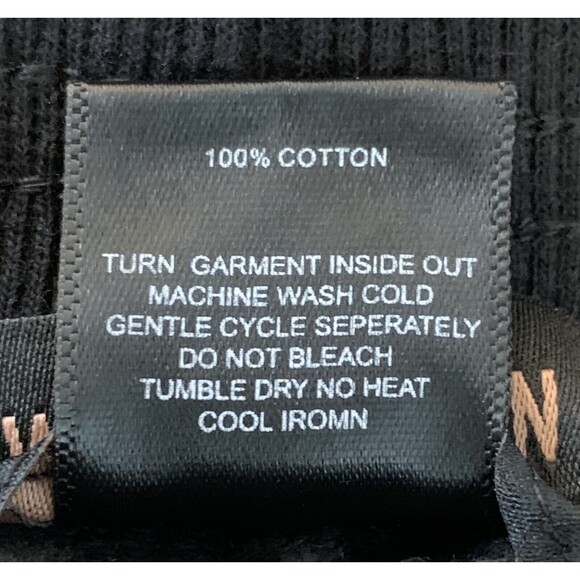 100% COTTON
TURN GARMENT INSIDE OUT
MACHINE WASH COLD
GENTLE CYCLE SEPERATELY
DO NOT BLEACH
TUMBLE DRY NO HEAT
COOL IROMN
W N